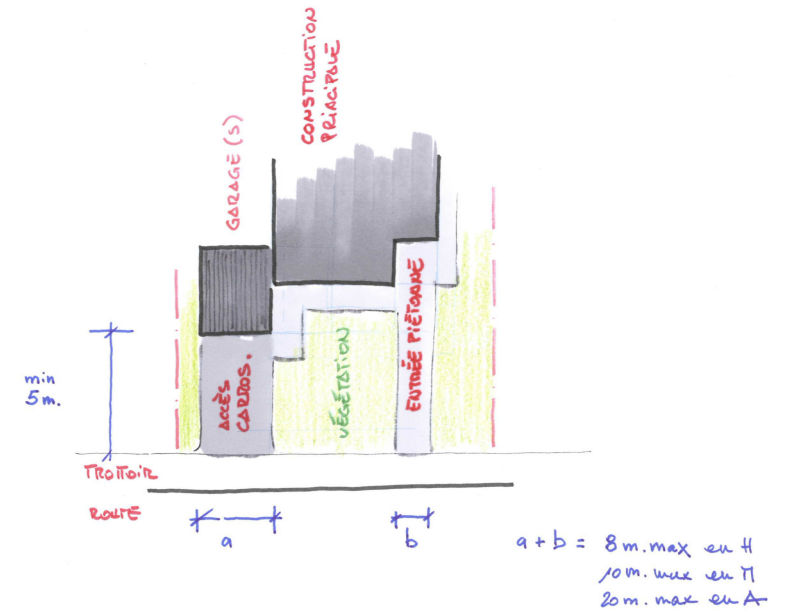 CONSTRUCTION
PRINCIPALE
GARAGE (S)
ENTRÉE PIÉTONNE
min
5m.
ACCÈS
CARROS.
VÉGÉTATION
TROTTOIR
ROUTE
a
b
a + b = 8 m. max en H
10 m. max en M
20 m. max en A